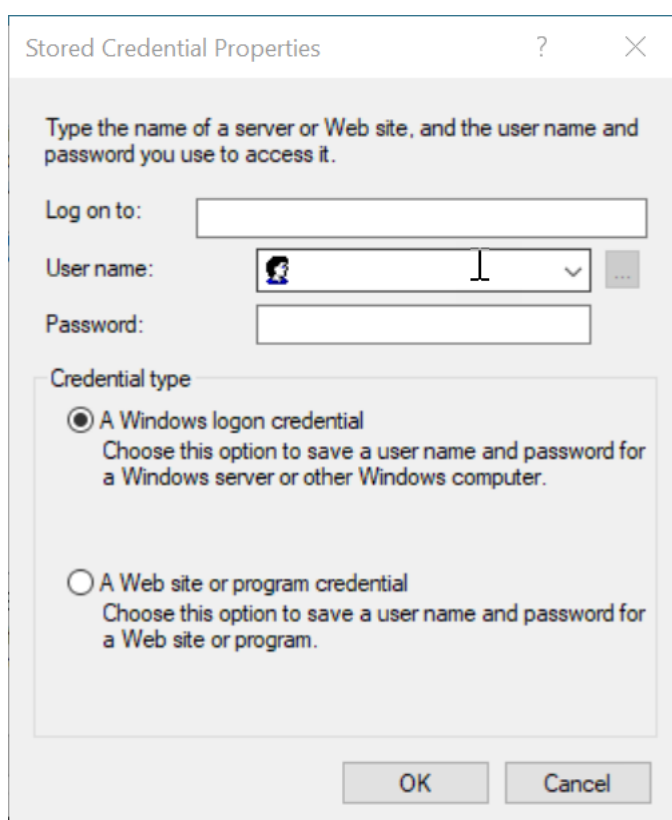 Stored Credential Properties
Type the name of a server or Web site, and the user name and
password you use to access it.
Log on to:
User name:
...
Password:
Credential type
A Windows logon credential
Choose this option to save a user name and password for
a Windows server or other Windows computer.
A Web site or program credential
Choose this option to save a user name and password for
a Web site or program.
OK
Cancel